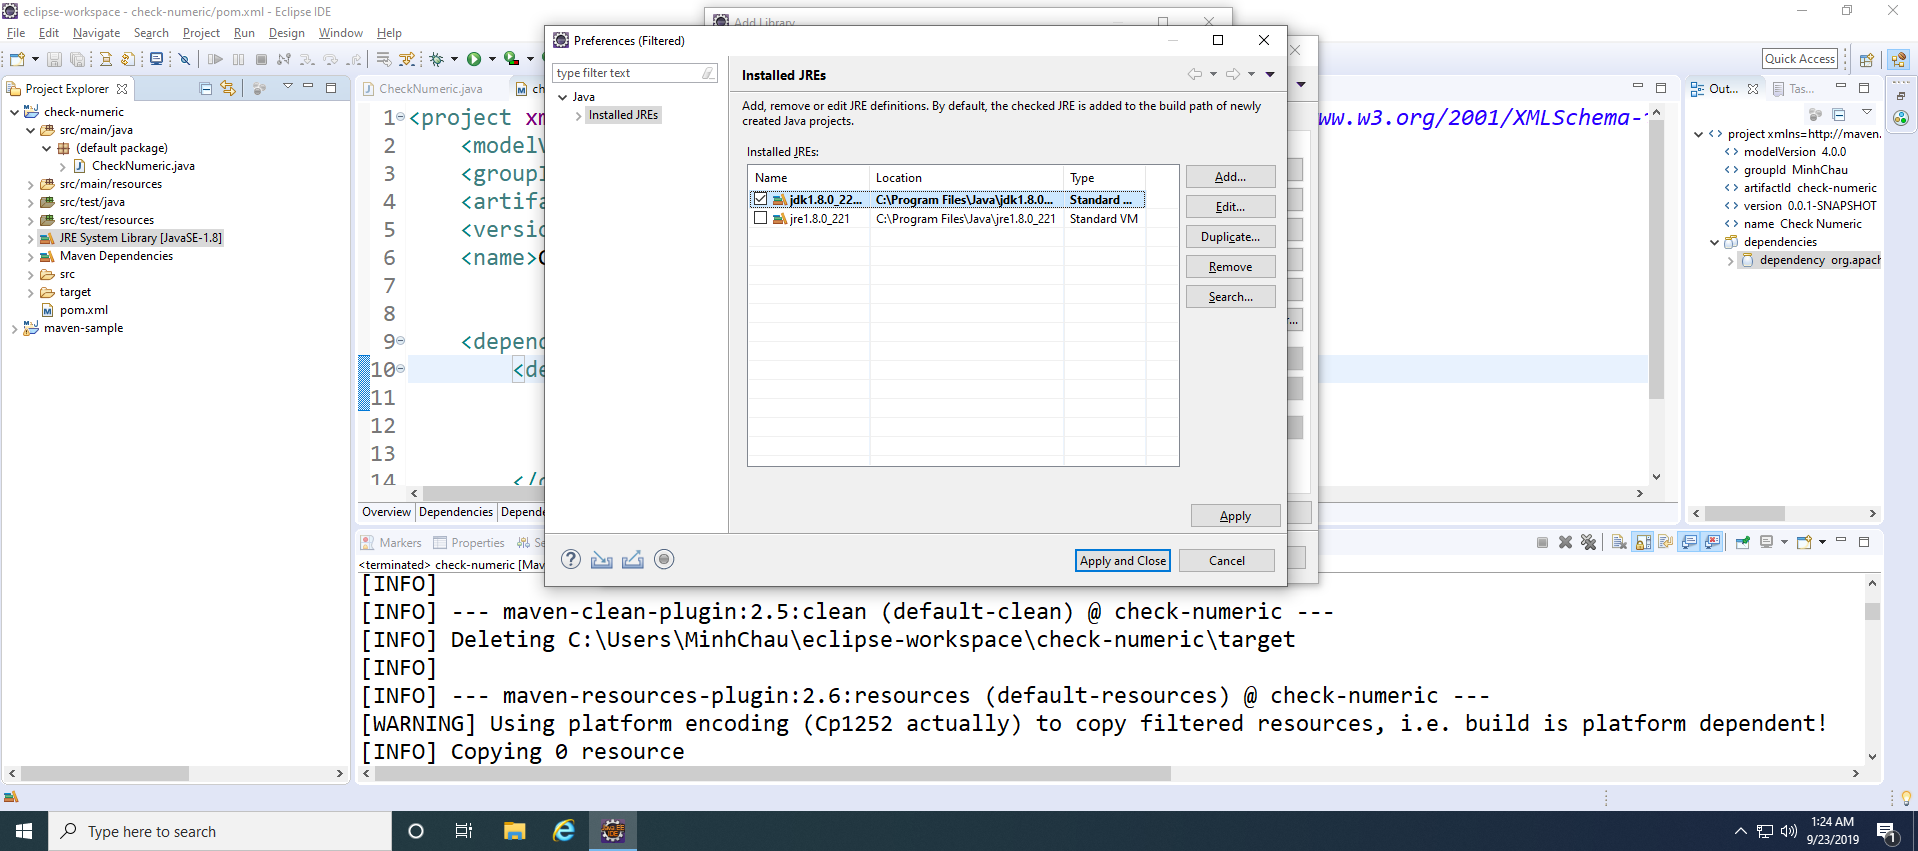 eclipse-workspace - check-numeric/pom.xml - Eclipse IDE
File Edit Navigate Search Project Run Design Window Help
Quick Access
Project Explorer
check-numeric
src/main/java
(default package)
CheckNumeric.java
src/main/resources
src/test/java
src/test/resources
JRE System Library [JavaSE-1.8]
Maven Dependencies
src
target
pom.xml
maven-sample
CheckNumeric.java
ch
1 <project xm
ww.w3.org/2001/XMLSchema-
2 <modelV
3 <groupI
4 <artifa
5 <versio
6 <name>C
7
8
9 <depend
10 <de
11
12
13
14 </d
Overview Dependencies Depende
Add Library
Preferences (Filtered)
type filter text
Java
Installed JREs
Installed JREs
Add, remove or edit JRE definitions. By default, the checked JRE is added to the build path of newly
created Java projects.
Installed JREs:
Name Location Type
jdk1.8.0_22... C:\Program Files\Java\jdk1.8.0... Standard ...
jre1.8.0_221 C:\Program Files\Java\jre1.8.0_221 Standard VM
Add...
Edit...
Duplicate...
Remove
Search...
Apply
Apply and Close Cancel
Out... Tas...
project xmlns=http://maven.
modelVersion 4.0.0
groupId MinhChau
artifactId check-numeric
version 0.0.1-SNAPSHOT
name Check Numeric
dependencies
dependency org.apach
Markers Properties Se
<terminated> check-numeric [Mav
[INFO]
[INFO] --- maven-clean-plugin:2.5:clean (default-clean) @ check-numeric ---
[INFO] Deleting C:\Users\MinhChau\eclipse-workspace\check-numeric\target
[INFO]
[INFO] --- maven-resources-plugin:2.6:resources (default-resources) @ check-numeric ---
[WARNING] Using platform encoding (Cp1252 actually) to copy filtered resources, i.e. build is platform dependent!
[INFO] Copying 0 resource
Type here to search
1:24 AM
9/23/2019
1